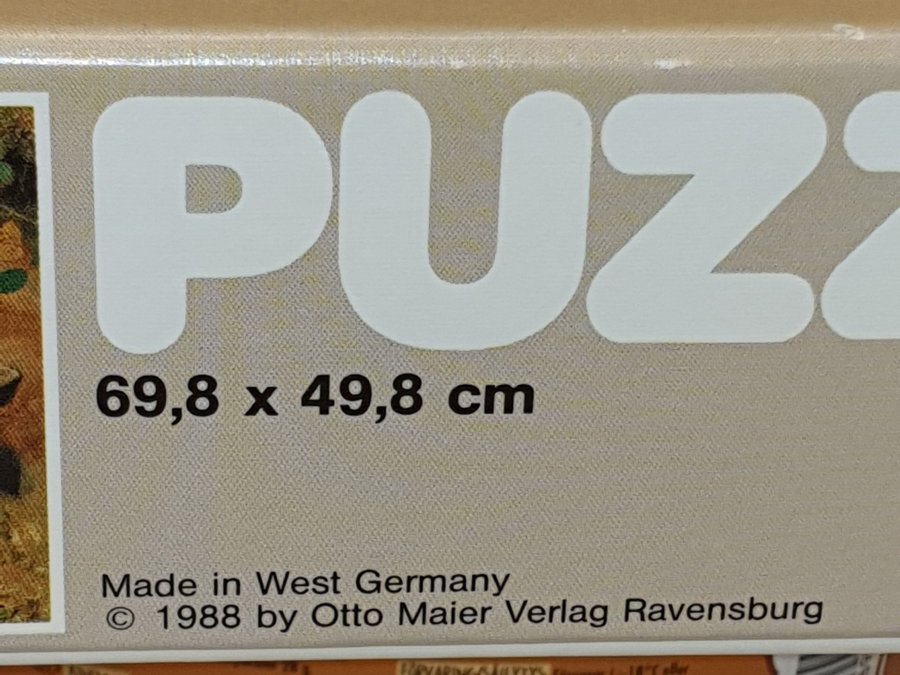 PUZZ
69,8 x 49,8 cm
Made in West Germany
© 1988 by Otto Maier Verlag Ravensburg